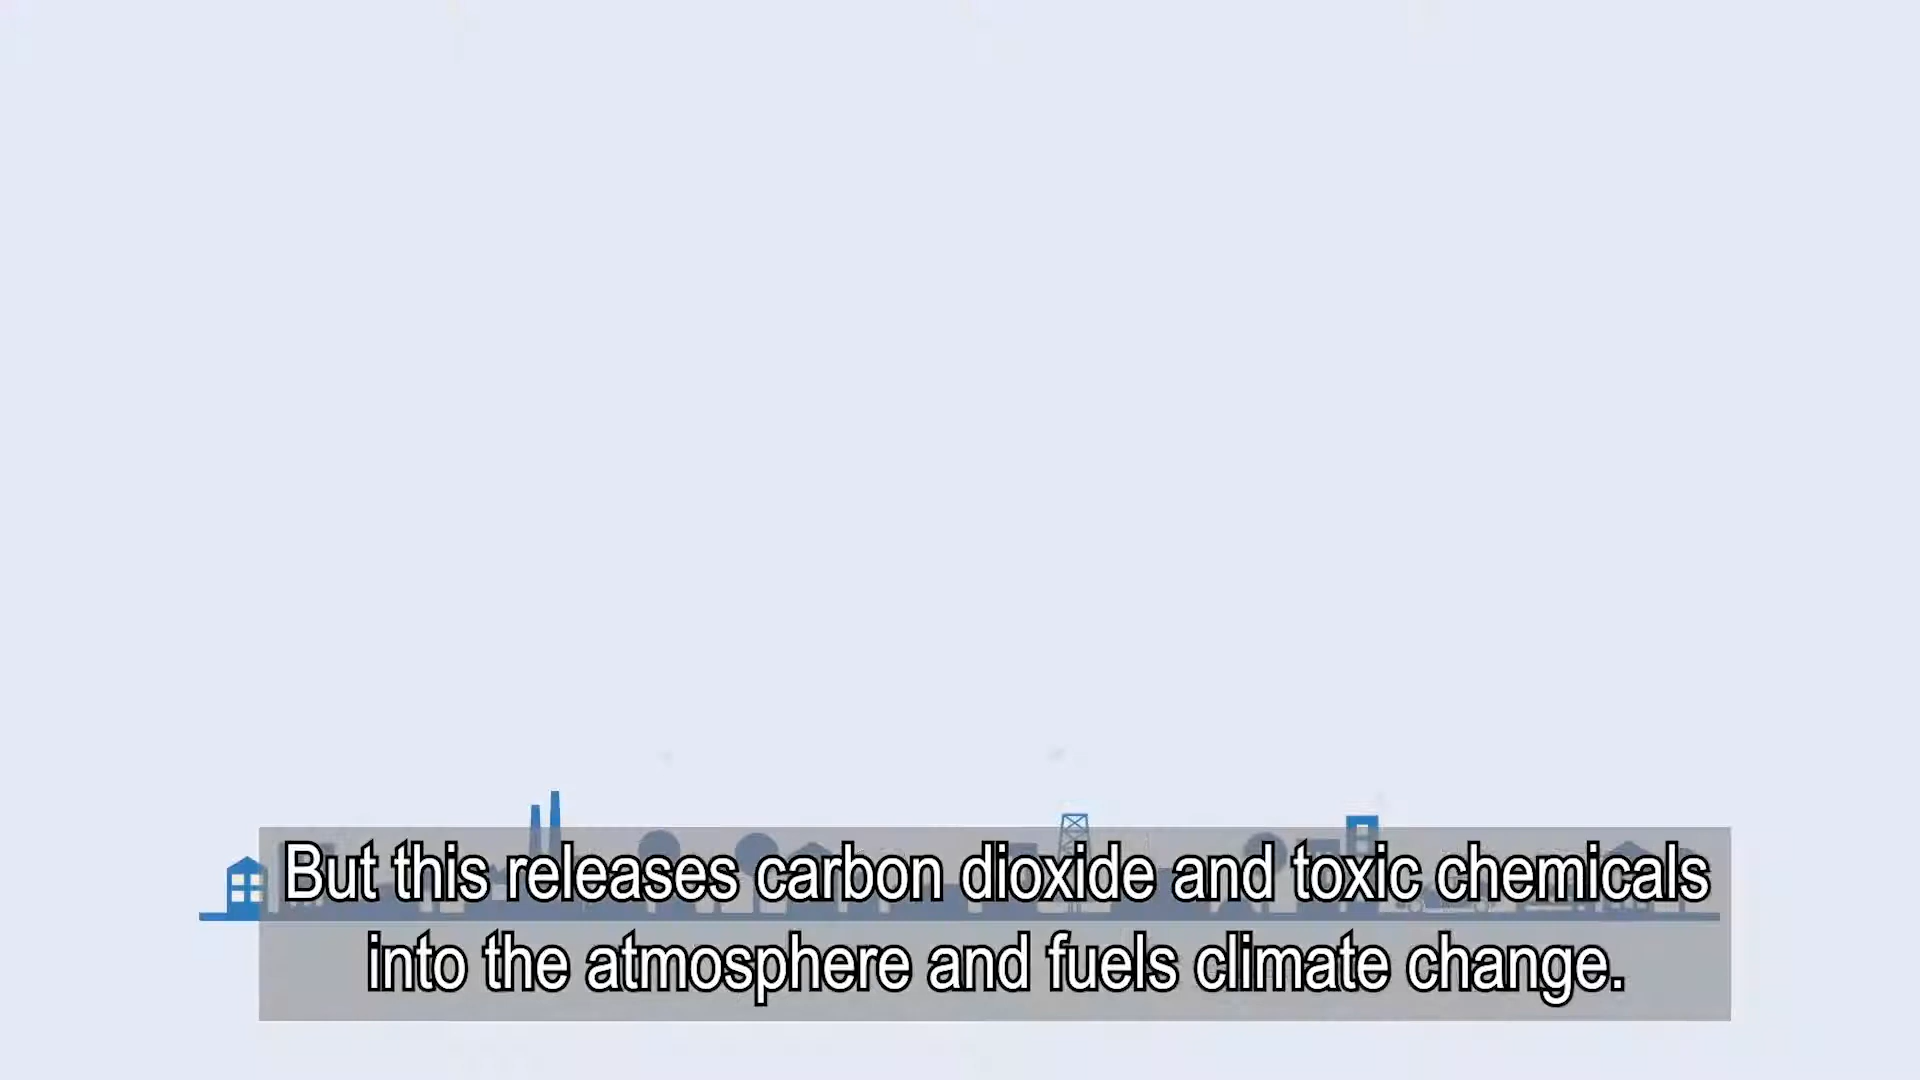 But this releases carbon dioxide and toxic chemicals
into the atmosphere and fuels climate change.